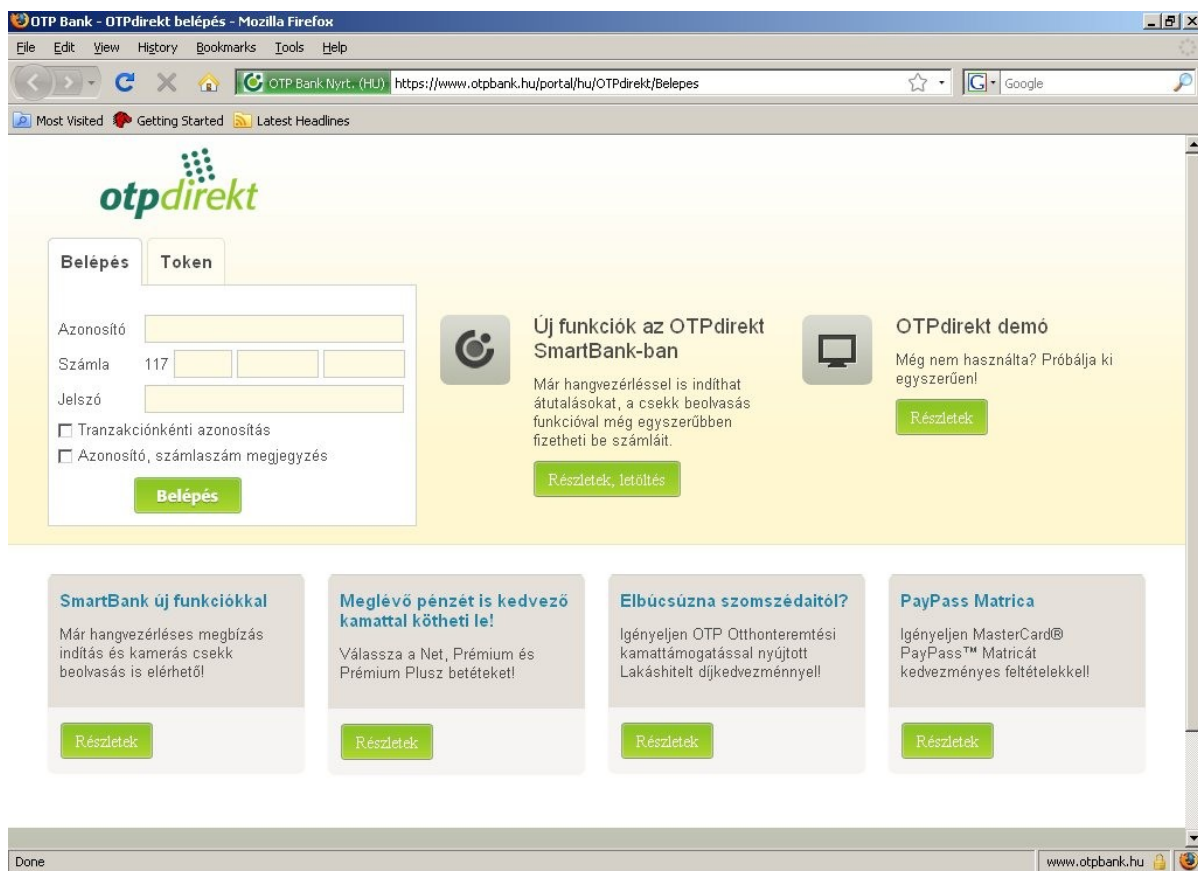 OTP Bank - OTPdirekt belépés - Mozilla Firefox
File Edit View History Bookmarks Tools Help
OTP Bank Nyrt. (HU) https://www.otpbank.hu/portal/hu/OTPdirekt/Belepes
G Google
Most Visited Getting Started Latest Headlines
otpdirekt
Belépés Token
Azonosító
Számla 117
Jelszó
Tranzakciónkénti azonosítás
Azonosító, számlaszám megjegyzés
Belépés
Új funkciók az OTPdirekt
SmartBank-ban
Már hangvezérléssel is indíthat
átutalásokat, a csekk beolvasás
funkcióval még egyszerűbben
fizetheti be számláit.
Részletek, letöltés
OTPdirekt demó
Még nem használta? Próbálja ki
egyszerűen!
Részletek
SmartBank új funkciókkal
Már hangvezérléses megbízás
indítás és kamerás csekk
beolvasás is elérhető!
Részletek
Meglévő pénzét is kedvező
kamattal kötheti le!
Válassza a Net, Prémium és
Prémium Plusz betéteket!
Részletek
Elbúcsúzna szomszédaitól?
Igényeljen OTP Otthonteremtési
kamattámogatással nyújtott
Lakáshitelt díjkedvezménnyel!
Részletek
PayPass Matrica
Igényeljen MasterCard®
PayPass™ Matricát
kedvezményes feltételekkel!
Részletek
Done www.otpbank.hu